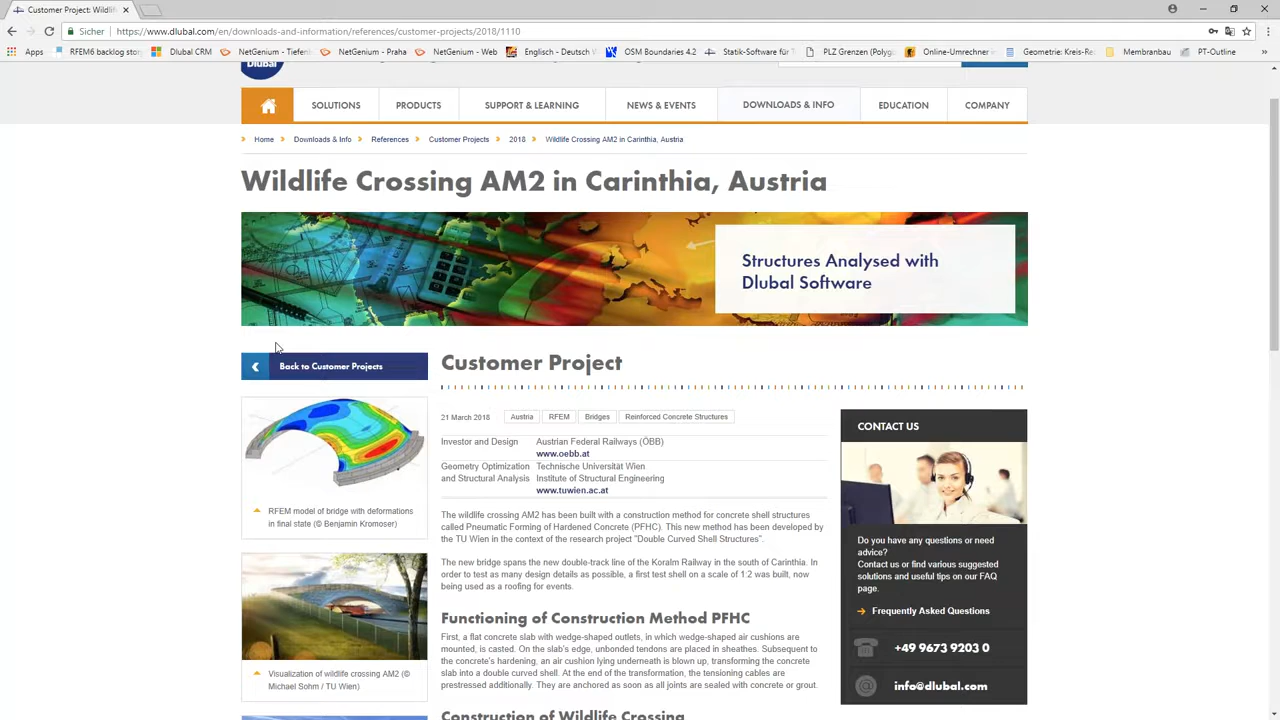 Customer Project: Wildli
Sicher
https://www.dlubal.com/en/downloads-and-information/references/customer-projects/2018/1110
Apps
RFEM6 backlog stor
Dlubal CRM
NetGenium - Teplic
NetGenium - Praha
NetGenium - Web
Englisch - Deutsch W
OSM Boundaries 4.2
Statik-Software für T
PLZ Grenzen (Polyg
Online-Umrechner
Geometric: Kreis-Re
Membranbau
PT-Outline
Dlubal
SOLUTIONS
PRODUCTS
SUPPORT & LEARNING
NEWS & EVENTS
DOWNLOADS & INFO
EDUCATION
COMPANY
Home
Downloads & Info
References
Customer Projects
2018
Wildlife Crossing AM2 in Carinthia, Austria
Wildlife Crossing AM2 in Carinthia, Austria
Structures Analysed with
Dlubal Software
Back to Customer Projects
RFEM model of bridge with deformations
in final state (© Benjamin Kromoser)
Visualization of wildlife crossing AM2 (©
Michael Sohm / TU Wien)
Customer Project
21 March 2018
Austria
RFEM
Bridges
Reinforced Concrete Structures
Investor and Design
Austrian Federal Railways (ÖBB)
www.oebb.at
Geometry Optimization
and Structural Analysis
Technische Universität Wien
Institute of Structural Engineering
www.tuwien.ac.at
The wildlife crossing AM2 has been built with a construction method for concrete shell structures
called Pneumatic Forming of Hardened Concrete (PFHC). This new method has been developed by
the TU Wien in the context of the research project "Double Curved Shell Structures".
The new bridge spans the new double-track line of the Koralm Railway in the south of Carinthia. In
order to test as many design details as possible, a first test shell on a scale of 1:2 was built, now
being used as a roofing for events.
Functioning of Construction Method PFHC
First, a flat concrete slab with wedge-shaped outlets, in which wedge-shaped air cushions are
mounted, is casted. On the slab's edge, unbonded tendons are placed in sheathes. Subsequent to
the concrete's hardening, an air cushion lying underneath is blown up, transforming the concrete
slab into a double curved shell. At the end of the transformation, the tensioning cables are
prestressed additionally. They are anchored as soon as all joints are sealed with concrete or grout.
Construction of Wildlife Crossing
CONTACT US
Do you have any questions or need
advice?
Contact us or find various suggested
solutions and useful tips on our FAQ
page.
Frequently Asked Questions
+49 9673 9203 0
info@dlubal.com